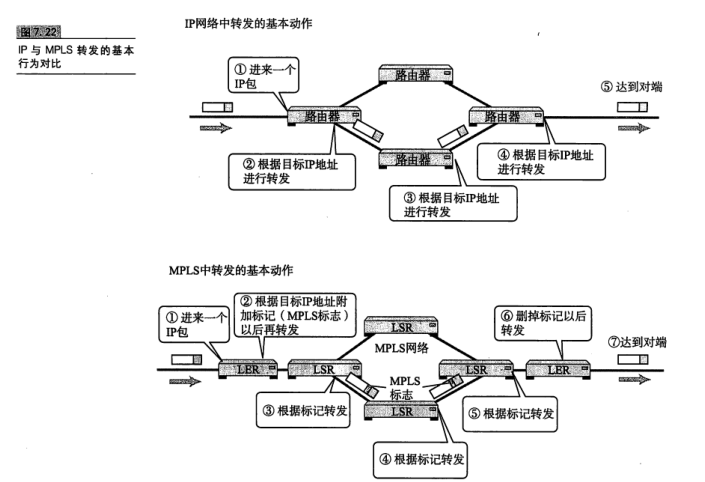 图7.22
IP 与 MPLS 转发的基本
行为对比
IP网络中转发的基本动作
① 进来一个
IP包
路由器
⑤ 达到对端
路由器
路由器
② 根据目标IP地址
进行转发
路由器
④ 根据目标IP地址
进行转发
③ 根据目标IP地址
进行转发
MPLS中转发的基本动作
① 进来一个
IP包
② 根据目标IP地址附
加标记（MPLS标志）
以后再转发
LSR
MPLS网络
⑥ 删掉标记以后
转发
⑦达到对端
LER
LSR
LSR
LER
MPLS
标志
③ 根据标记转发
LSR
⑤ 根据标记转发
④ 根据标记转发